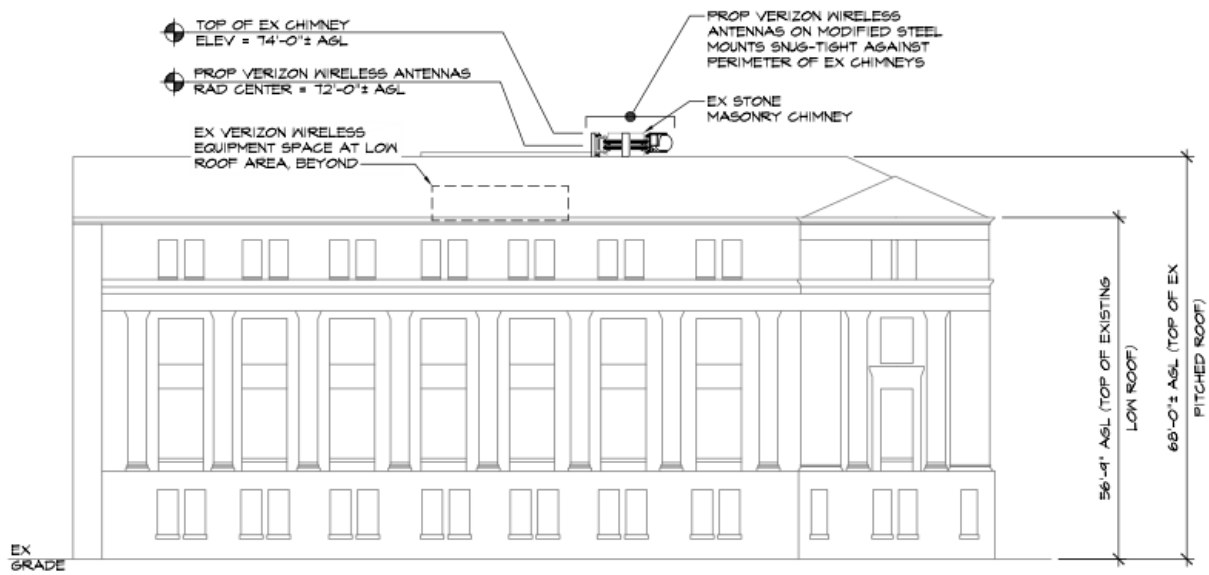 TOP OF EX CHIMNEY
ELEV = 74'-0"± AGL
PROP VERIZON WIRELESS ANTENNAS
RAD CENTER = 72'-0"± AGL
EX VERIZON WIRELESS
EQUIPMENT SPACE AT LOW
ROOF AREA, BEYOND
PROP VERIZON WIRELESS
ANTENNAS ON MODIFIED STEEL
MOUNTS SNUG-TIGHT AGAINST
PERIMETER OF EX CHIMNEYS
EX STONE
MASONRY CHIMNEY
56'-9" AGL (TOP OF EXISTING
LOW ROOF)
68'-0"± AGL (TOP OF EX
PITCHED ROOF)
EX
GRADE